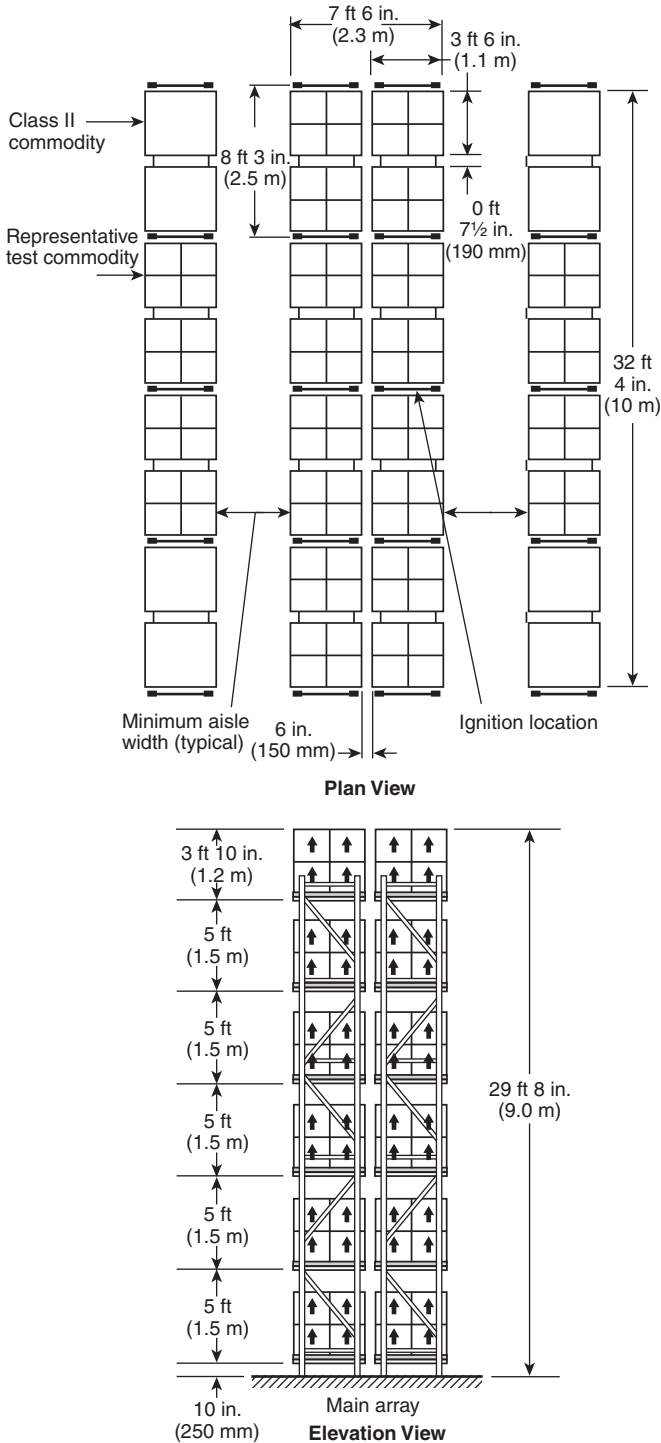 7 ft 6 in.
(2.3 m)
3 ft 6 in.
(1.1 m)
Class II
commodity
8 ft 3 in.
(2.5 m)
0 ft
7½ in.
(190 mm)
Representative
test commodity
32 ft
4 in.
(10 m)
Minimum aisle
width (typical)
6 in.
(150 mm)
Ignition location
Plan View
3 ft 10 in.
(1.2 m)
5 ft
(1.5 m)
5 ft
(1.5 m)
5 ft
(1.5 m)
5 ft
(1.5 m)
5 ft
(1.5 m)
29 ft 8 in.
(9.0 m)
10 in.
(250 mm)
Main array
Elevation View